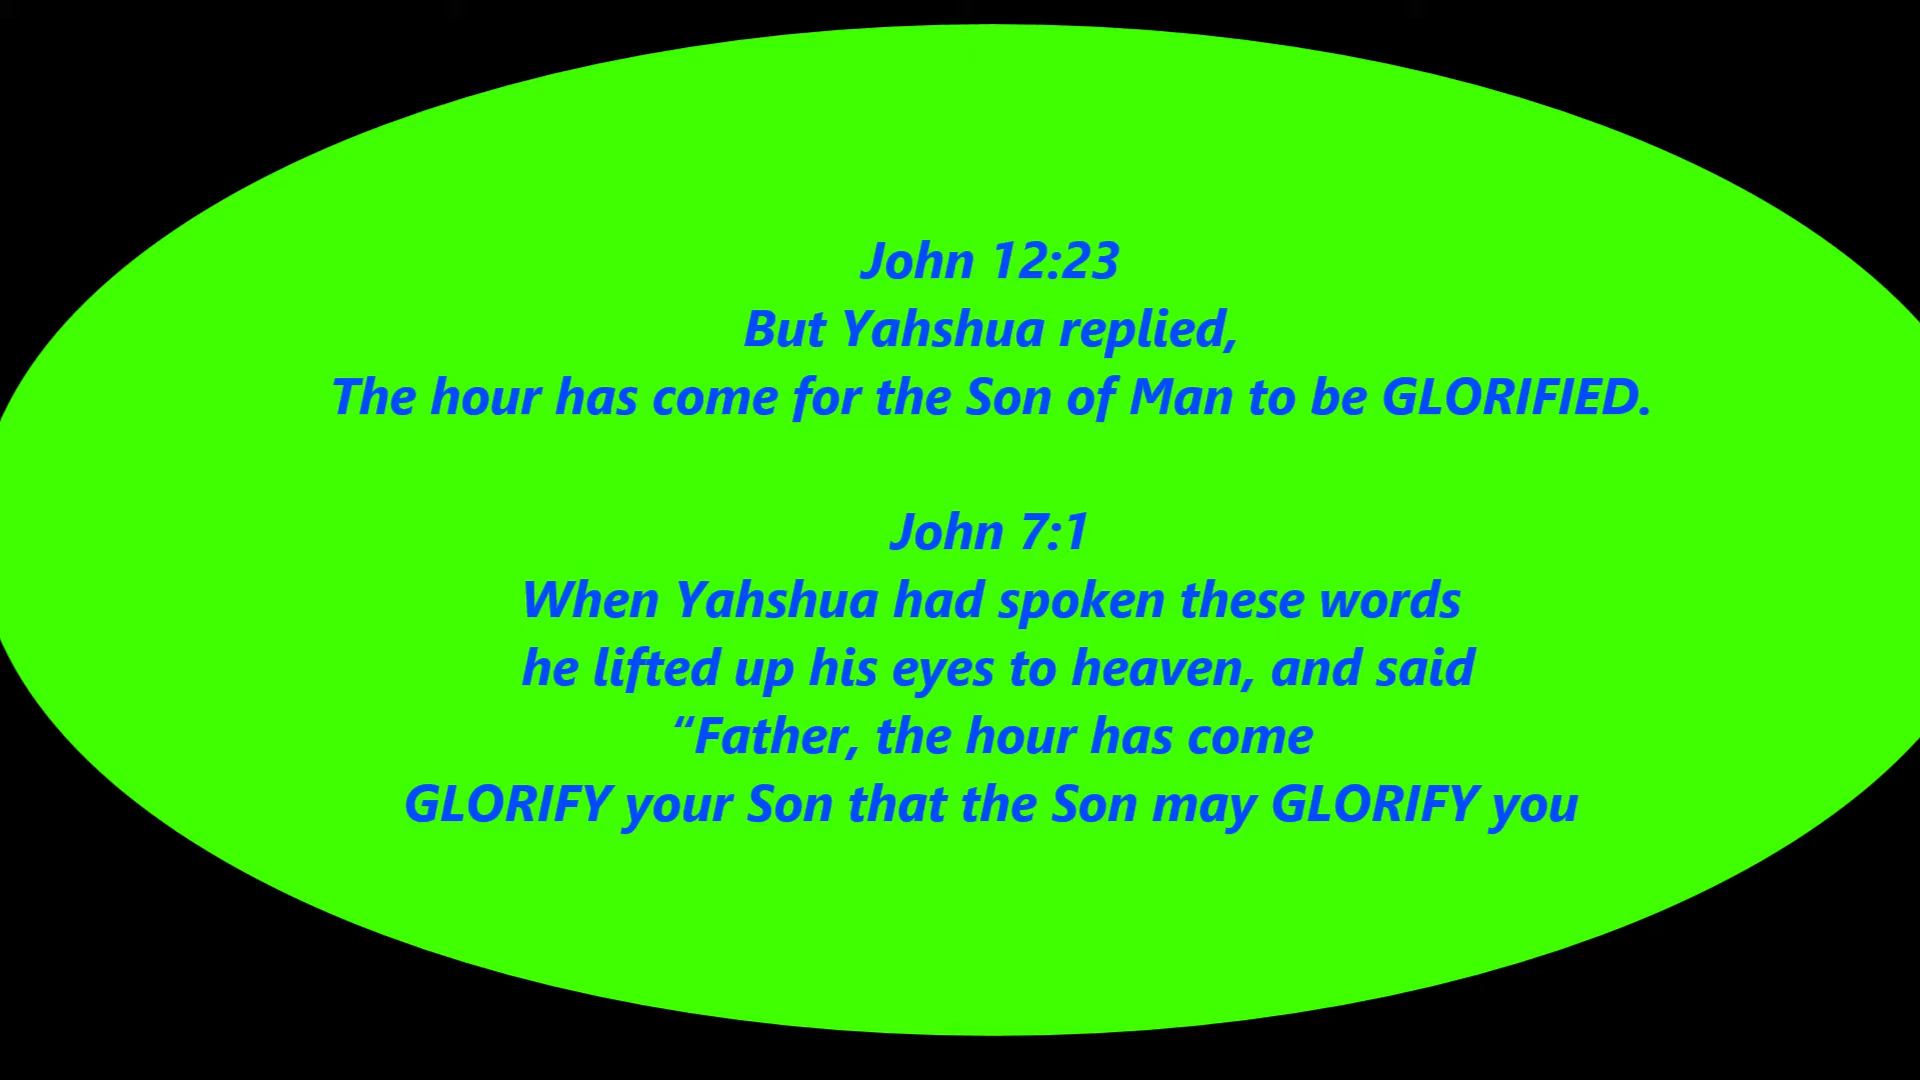 John 12:23
But Yahshua replied,
The hour has come for the Son of Man to be GLORIFIED.
John 7:1
When Yahshua had spoken these words
he lifted up his eyes to heaven, and said
“Father, the hour has come
GLORIFY your Son that the Son may GLORIFY you